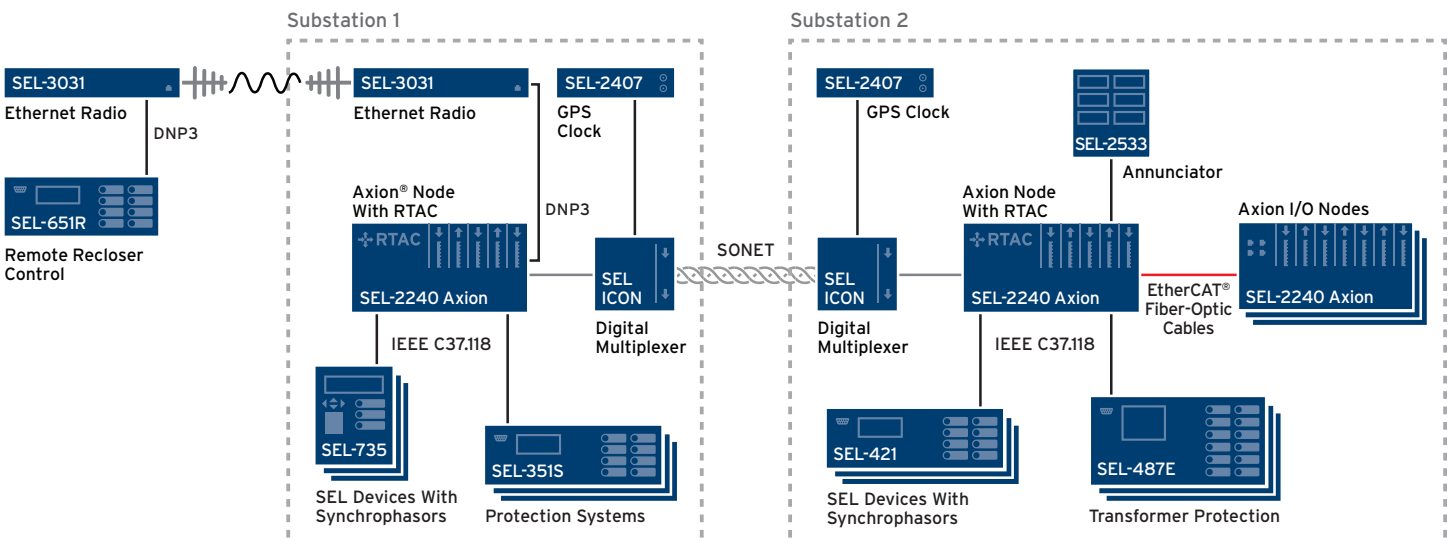 Substation 1
Substation 2
SEL-3031
Ethernet Radio
DNP3
SEL-651R
Remote Recloser
Control
SEL-3031
Ethernet Radio
SEL-2407
GPS
Clock
Axion® Node
With RTAC
DNP3
RTAC
SEL-2240 Axion
SEL
ICON
Digital
Multiplexer
IEEE C37.118
SEL-735
SEL Devices With
Synchrophasors
SEL-351S
Protection Systems
SONET
SEL-2407
GPS Clock
SEL-2533
Annunciator
Axion Node
With RTAC
RTAC
SEL-2240 Axion
Axion I/O Nodes
SEL-2240 Axion
EtherCAT®
Fiber-Optic
Cables
SEL
ICON
Digital
Multiplexer
IEEE C37.118
SEL-421
SEL Devices With
Synchrophasors
SEL-487E
Transformer Protection